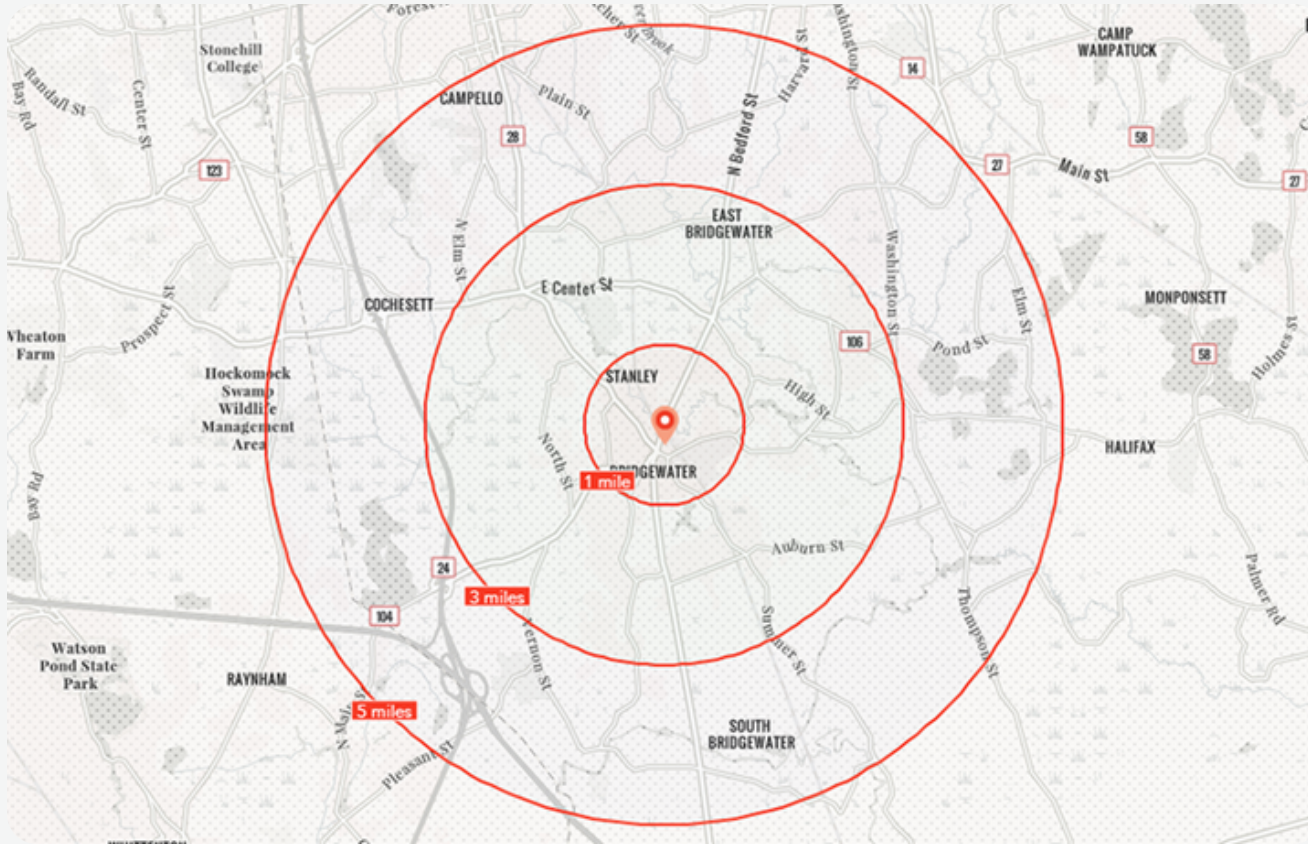 Forest
Stonehill
College
CAMP
WAMPATUCK
Washington St
Harvard St
14
Randall St
Bay Rd
Center St
CAMPELLO
Plain St
28
N Bedford St
58
123
27
Main St
27
EAST
BRIDGEWATER
N Elm St
Washington St
E Center St
COCHESETT
Prospect St
Elm St
MONPONSETT
Wheaton
Farm
106
Pond St
58
Holmes St
STANLEY
Hockomock
Swamp
Wildlife
Management
Area
High St
North St
HALIFAX
BRIDGEWATER
1 mile
Bay Rd
Auburn St
24
3 miles
104
Palmer Rd
Thompson St
Summer St
Vernon St
Watson
Pond State
Park
RAYNHAM
5 miles
N Main St
SOUTH
BRIDGEWATER
Pleasant St